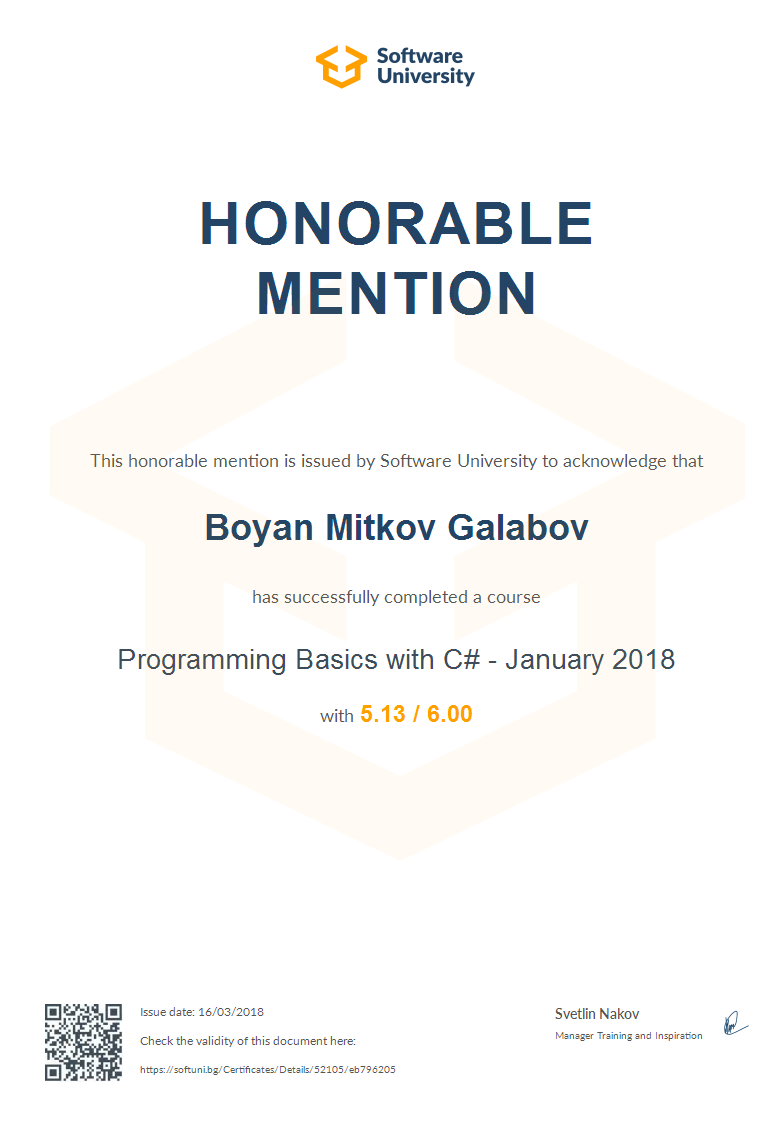 Software
University
HONORABLE
MENTION
This honorable mention is issued by Software University to acknowledge that
Boyan Mitkov Galabov
has successfully completed a course
Programming Basics with C# - January 2018
with 5.13 / 6.00
Issue date: 16/03/2018
Check the validity of this document here:
https://softuni.bg/Certificates/Details/52105/eb796205
Svetlin Nakov
Manager Training and Inspiration